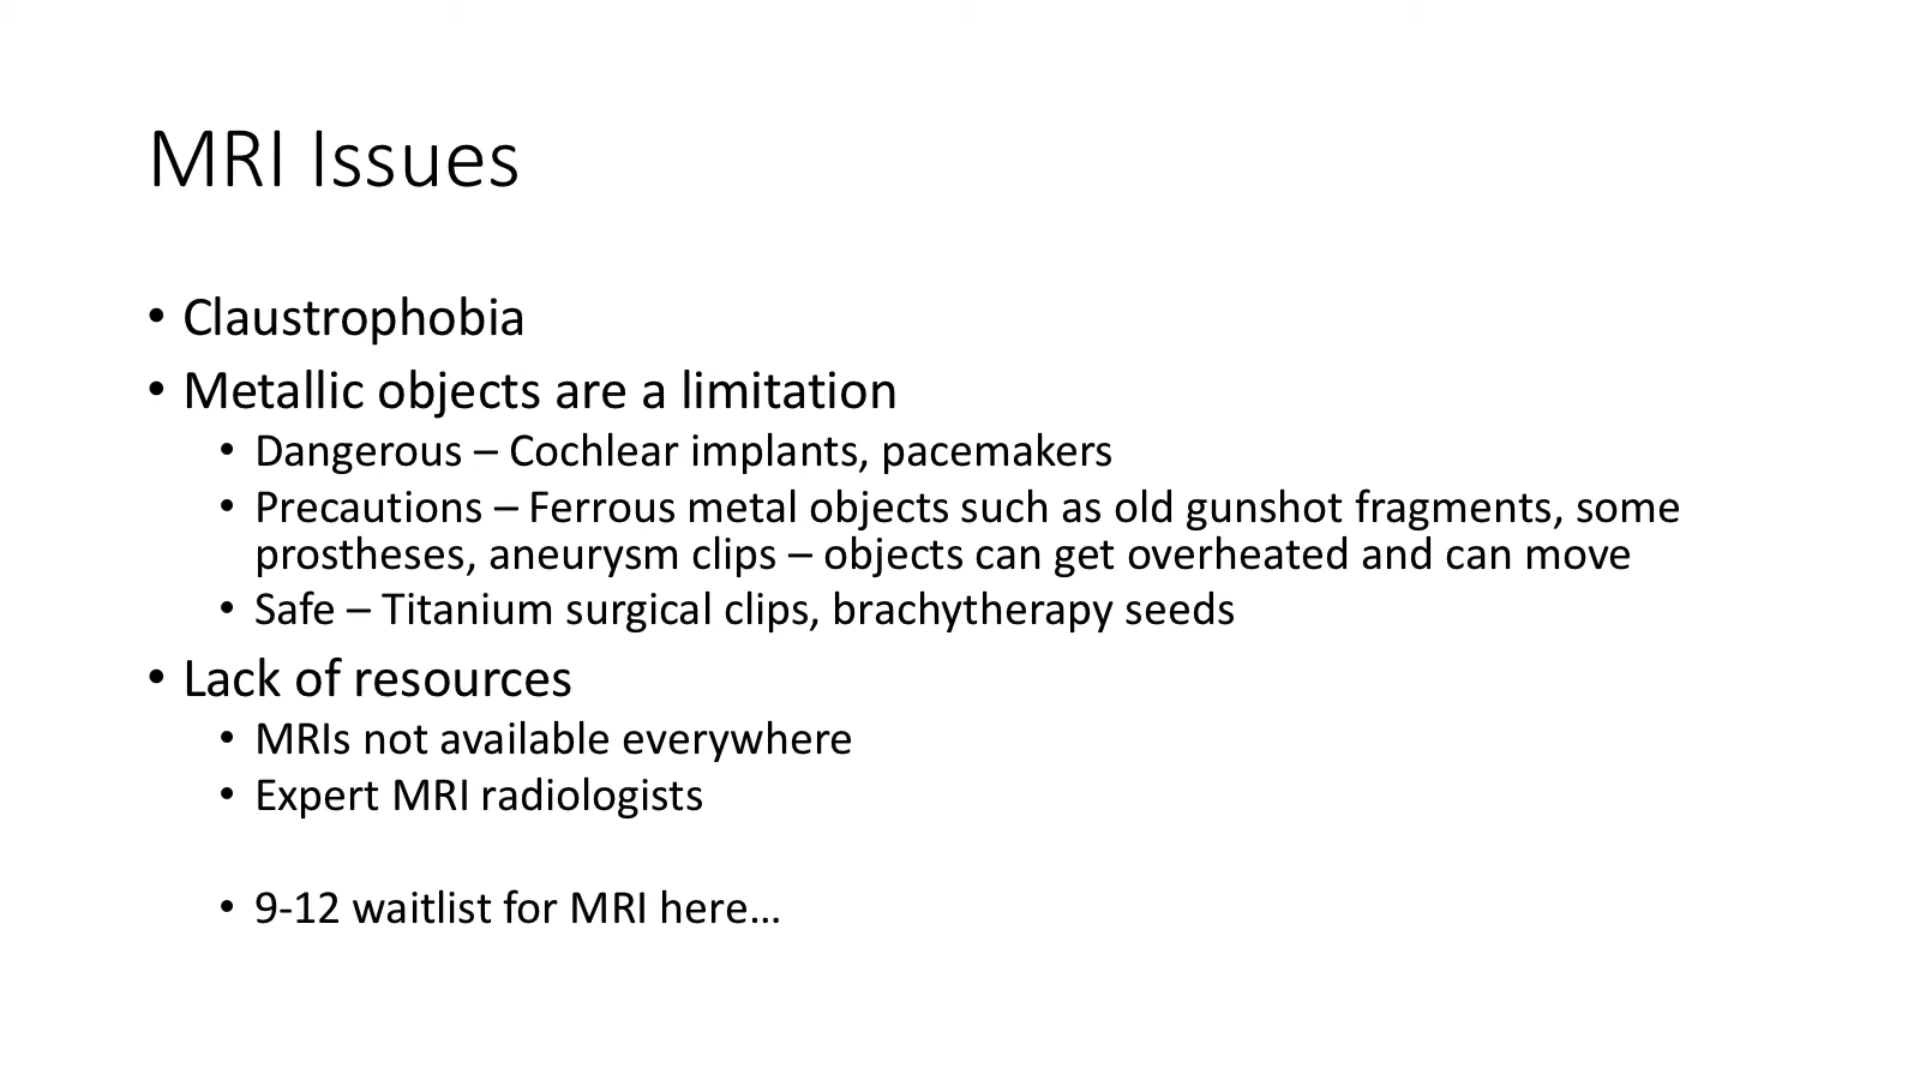 MRI Issues
• Claustrophobia
• Metallic objects are a limitation
• Dangerous – Cochlear implants, pacemakers
• Precautions – Ferrous metal objects such as old gunshot fragments, some
prostheses, aneurysm clips – objects can get overheated and can move
• Safe – Titanium surgical clips, brachytherapy seeds
• Lack of resources
• MRIs not available everywhere
• Expert MRI radiologists
• 9-12 waitlist for MRI here...